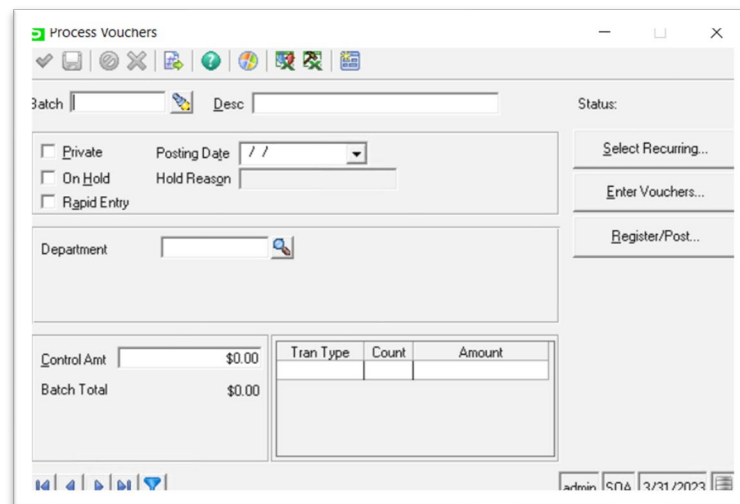 Process Vouchers
Batch Desc Status:
Private Posting Date / / Select Recurring...
On Hold Hold Reason Enter Vouchers...
Rapid Entry
Register/Post...
Department
Control Amt $0.00 Tran Type Count Amount
Batch Total $0.00
admin SOA 3/31/2023